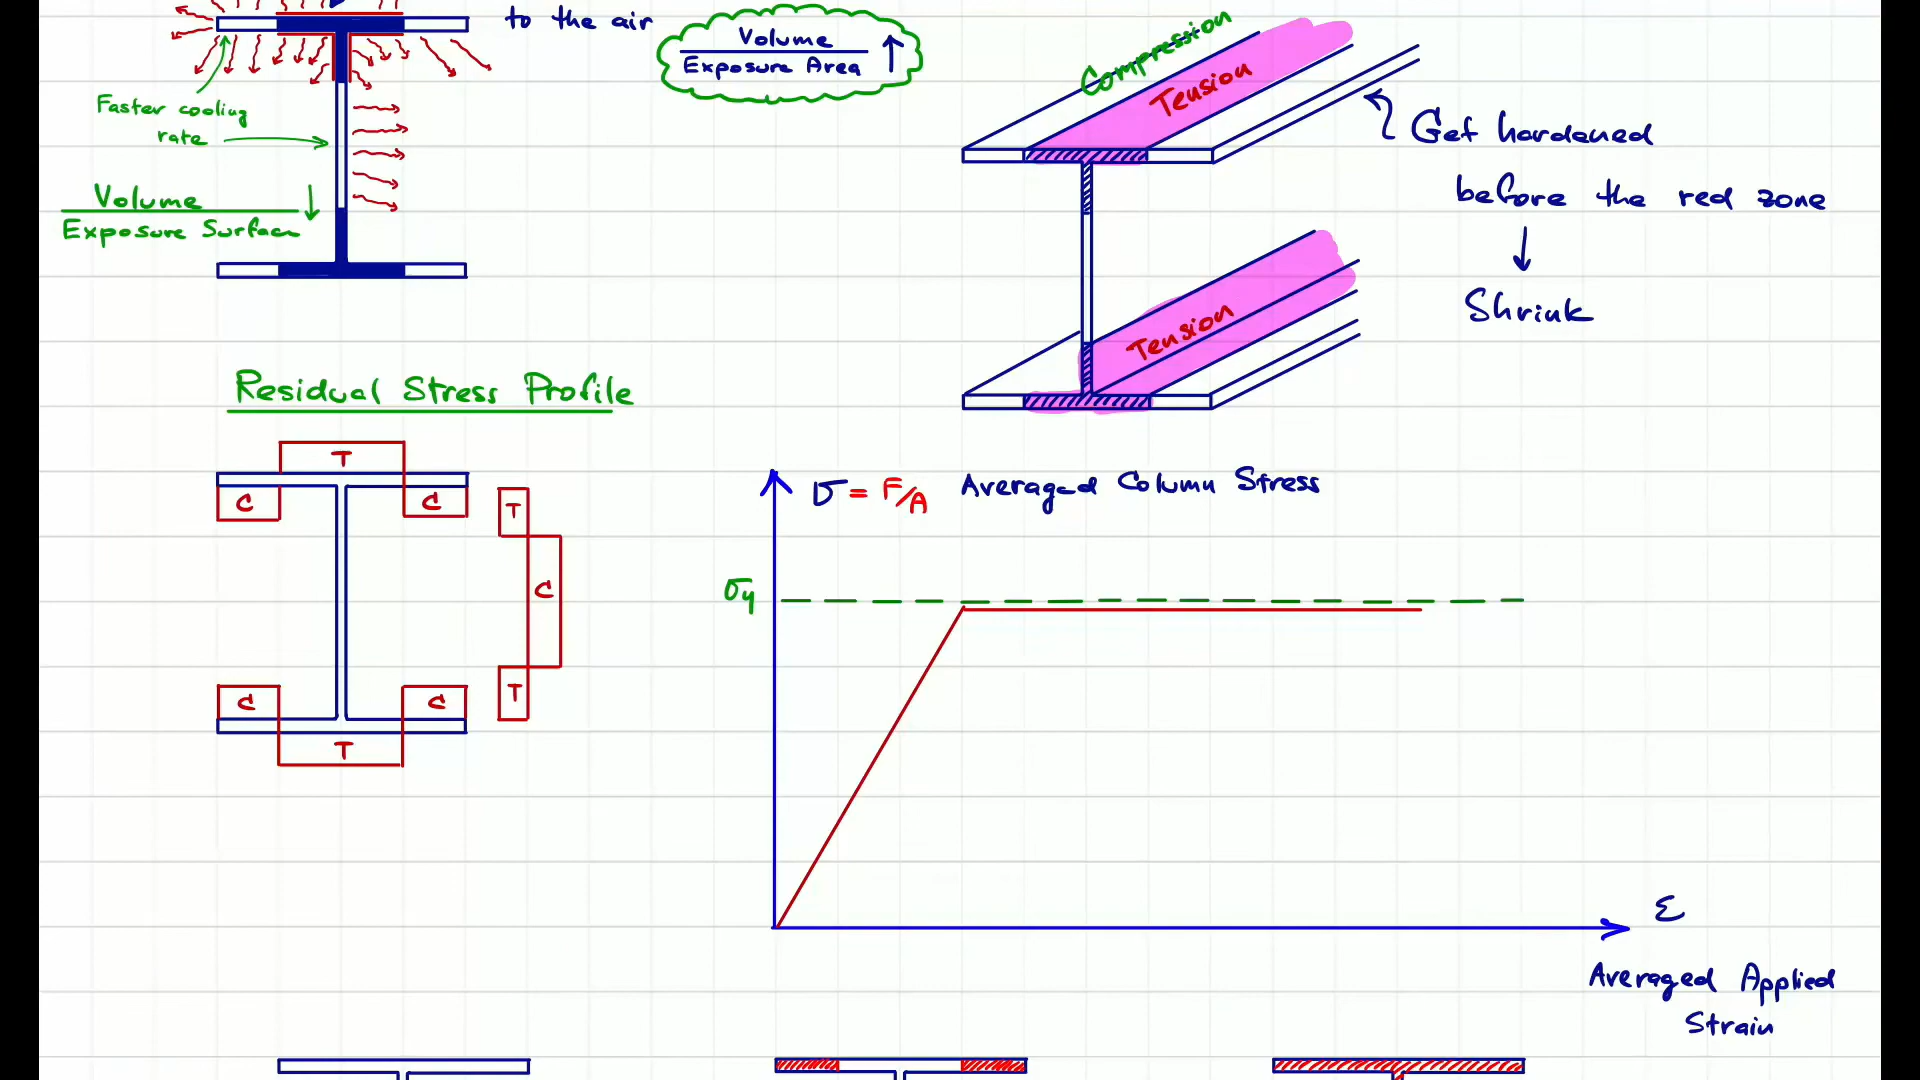 to the air
Volume
Exposure Area
Faster cooling
rate
Volume
Exposure Surface
Compression
Tension
Get hardened
before the red zone
Shrink
Tension
Residual Stress Profile
T
C
C
T
C
T
C
C
T
σ = F/A Averaged Column Stress
σy
ε
Averaged Applied
Strain